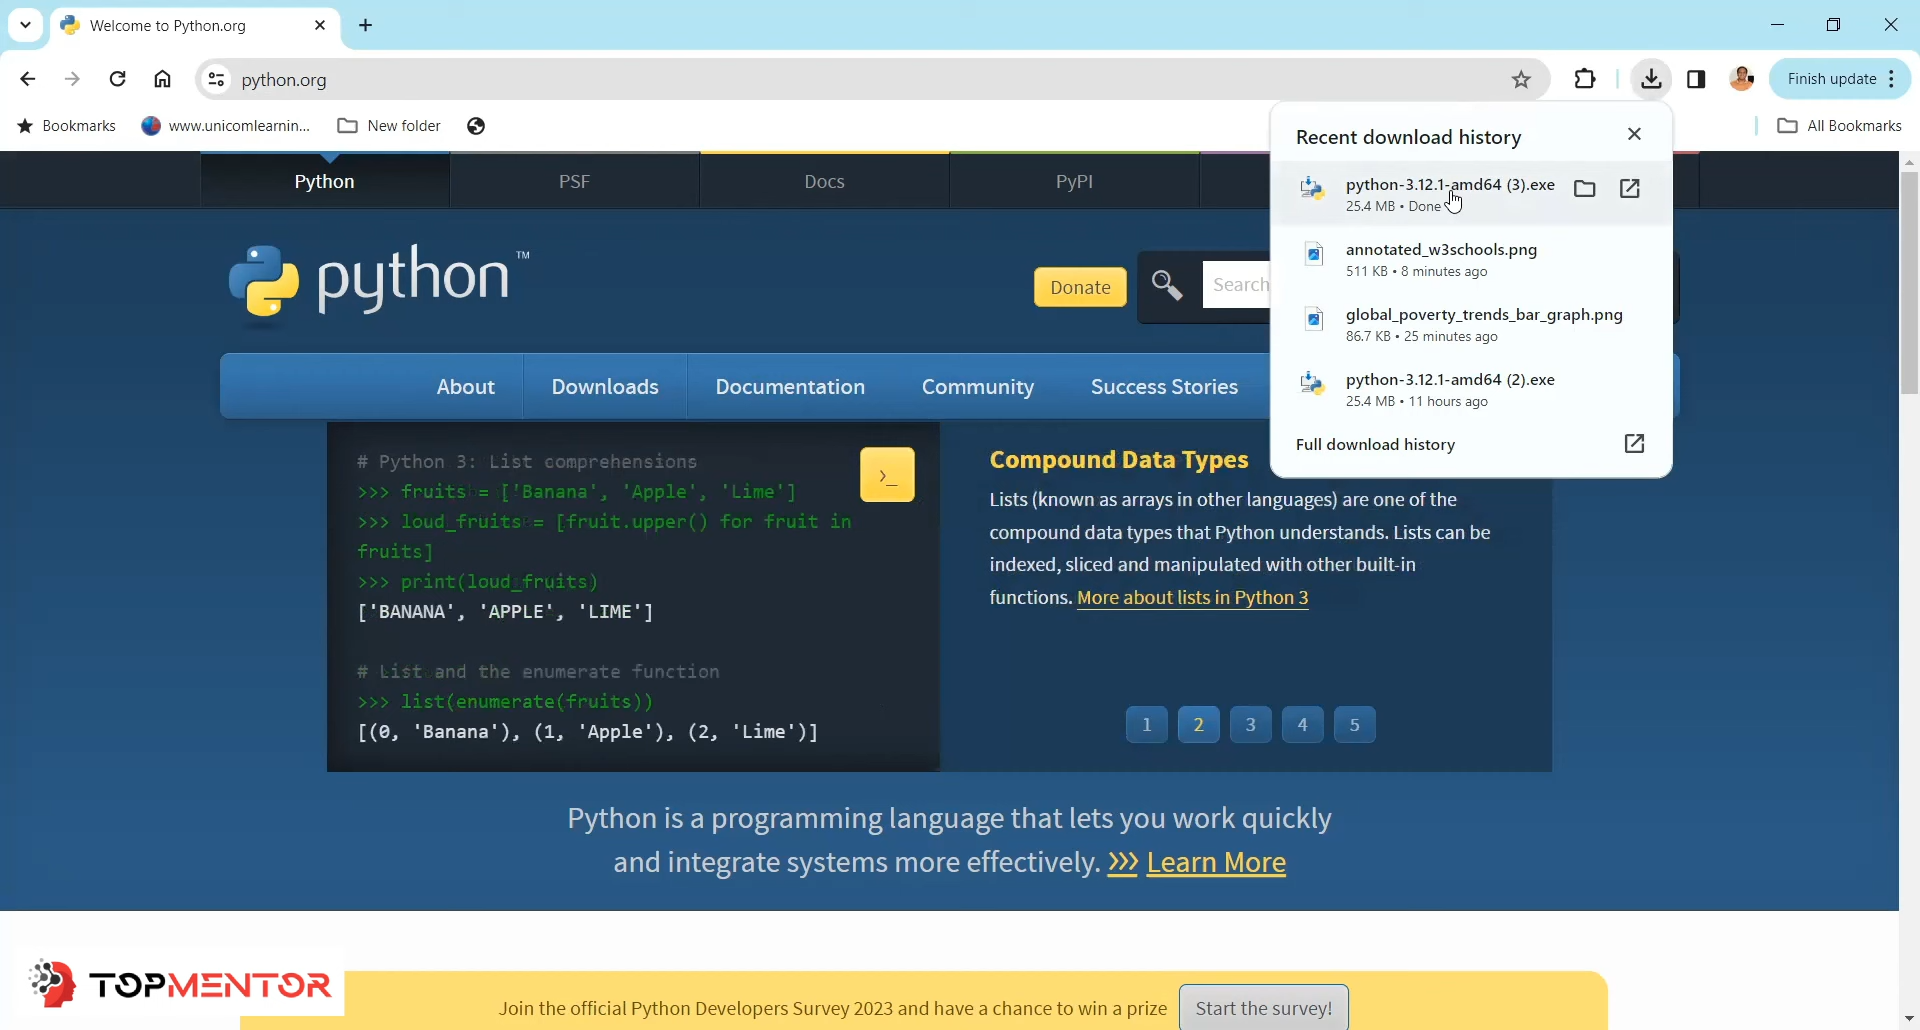 Welcome to Python.org
python.org
Finish update
Bookmarks
www.unicomlearnin...
New folder
All Bookmarks
Recent download history
python-3.12.1-amd64 (3).exe
25.4 MB • Done
annotated_w3schools.png
511 KB • 8 minutes ago
global_poverty_trends_bar_graph.png
86.7 KB • 25 minutes ago
python-3.12.1-amd64 (2).exe
25.4 MB • 11 hours ago
Full download history
Python
PSF
Docs
PyPI
python™
Donate
Search
About
Downloads
Documentation
Community
Success Stories
# Python 3: List comprehensions
>>> fruits = ['Banana', 'Apple', 'Lime']
>>> loud_fruits = [fruit.upper() for fruit in
fruits]
>>> print(loud_fruits)
['BANANA', 'APPLE', 'LIME']
# List and the enumerate function
>>> list(enumerate(fruits))
[(0, 'Banana'), (1, 'Apple'), (2, 'Lime')]
>_
Compound Data Types
Lists (known as arrays in other languages) are one of the
compound data types that Python understands. Lists can be
indexed, sliced and manipulated with other built-in
functions. More about lists in Python 3
1 2 3 4 5
Python is a programming language that lets you work quickly
and integrate systems more effectively. >>> Learn More
TOPMENTOR
Join the official Python Developers Survey 2023 and have a chance to win a prize
Start the survey!